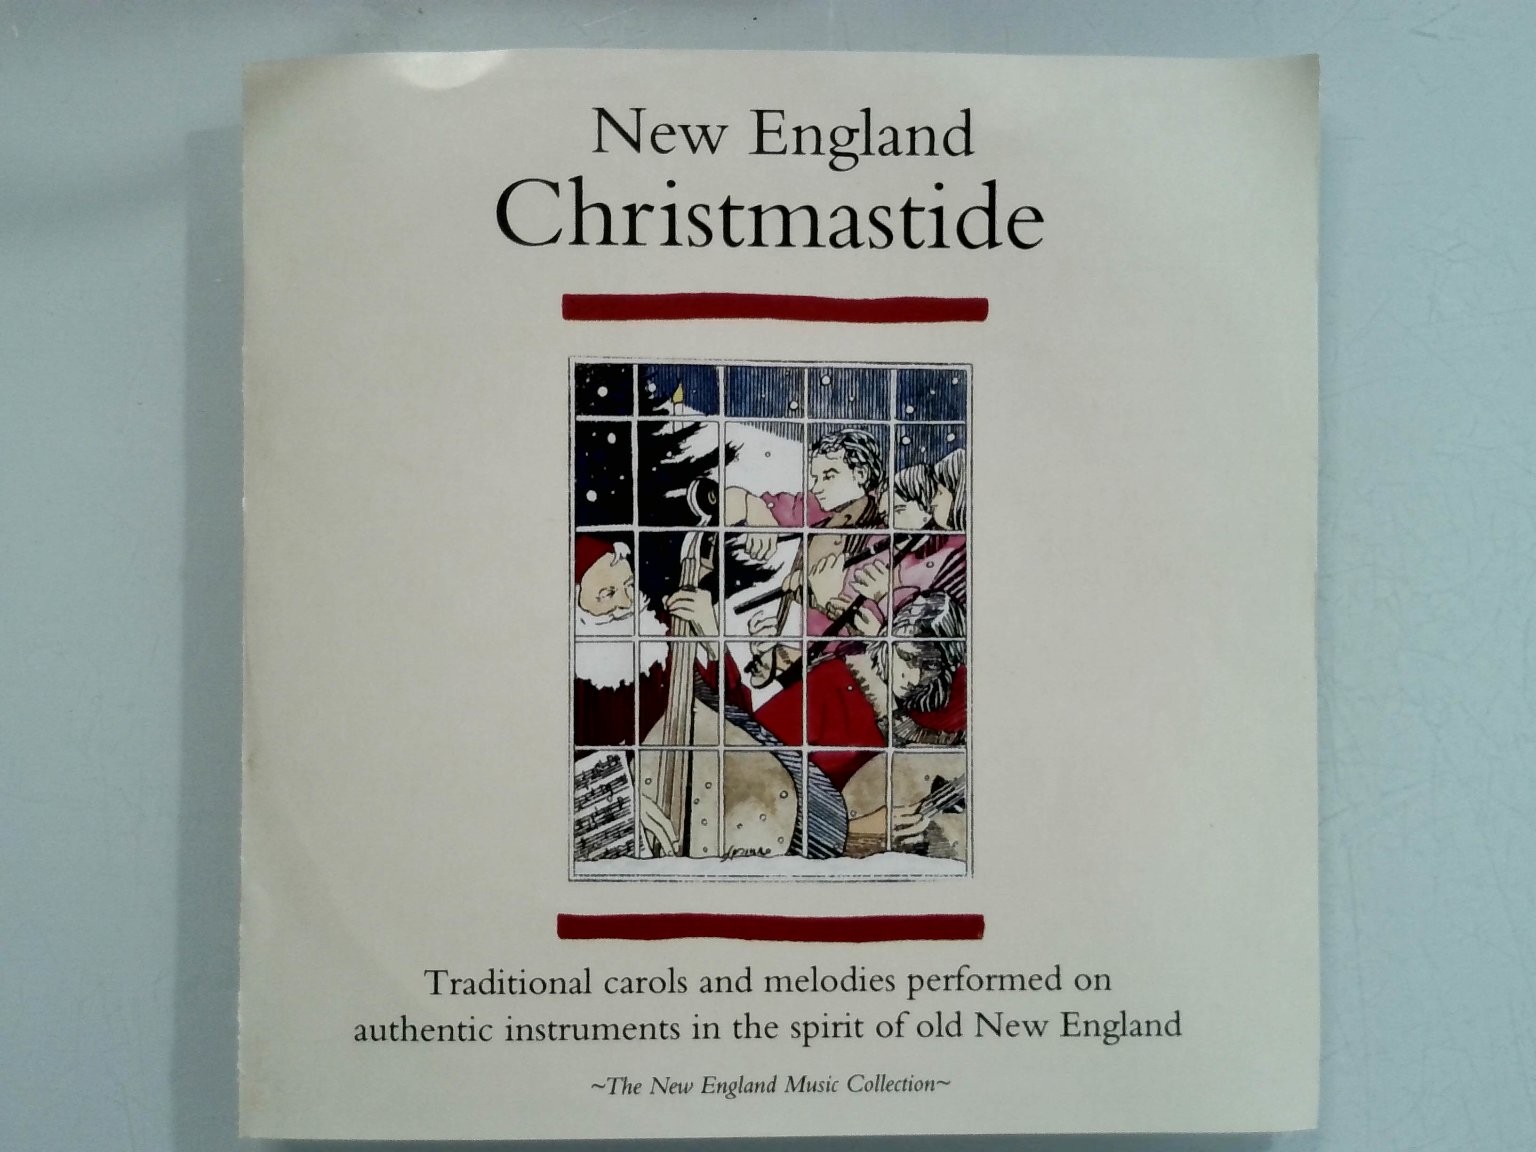 New England
Christmastide
Traditional carols and melodies performed on
authentic instruments in the spirit of old New England
~The New England Music Collection~